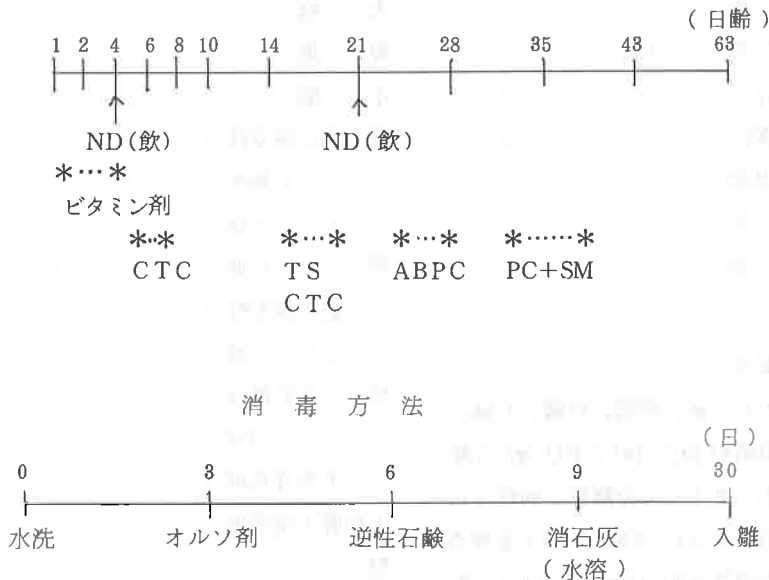 (日齢)
1 2 4 6 8 10 14 21 28 35 43 63
ND(飲) ND(飲)
*…*
ビタミン剤
*…* *…* *…* *……*
CTC TS ABPC PC+SM
CTC
消毒方法
(日)
0 3 6 9 30
水洗 オルソ剤 逆性石鹸 消石灰 入雛
(水溶)